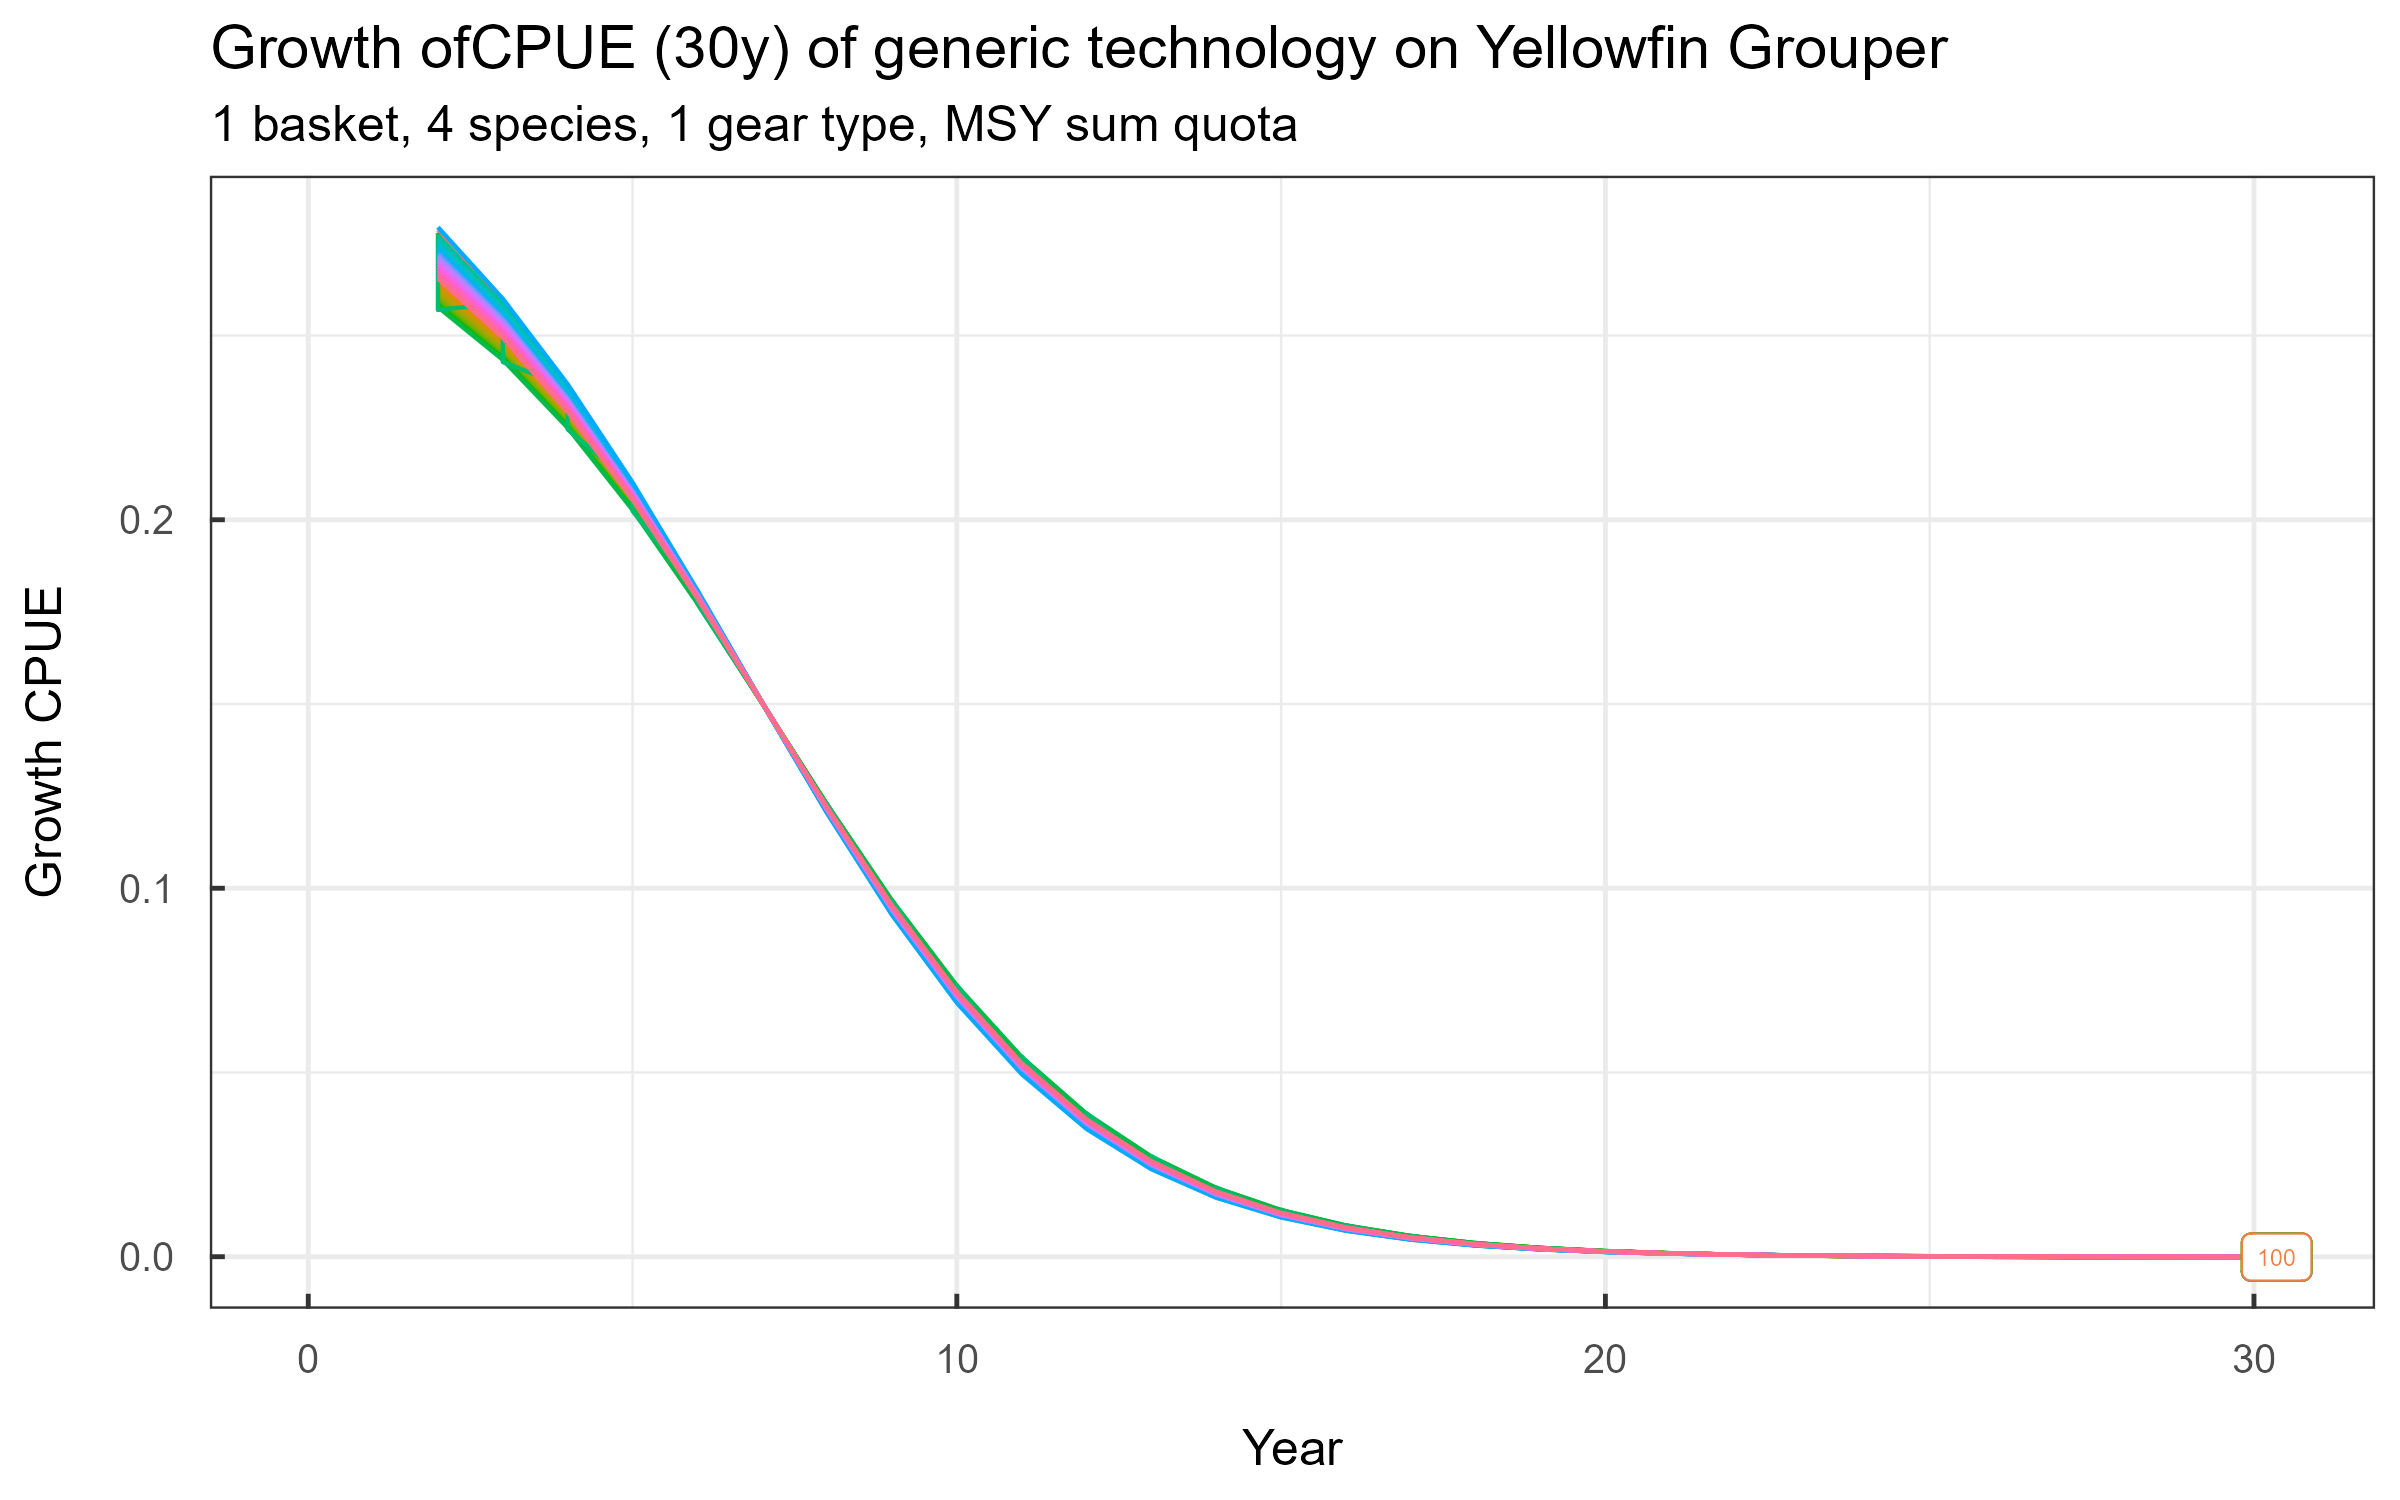 Growth ofCPUE (30y) of generic technology on Yellowfin Grouper
1 basket, 4 species, 1 gear type, MSY sum quota
Growth CPUE
0.2
0.1
0.0
100
0
10
20
30
Year